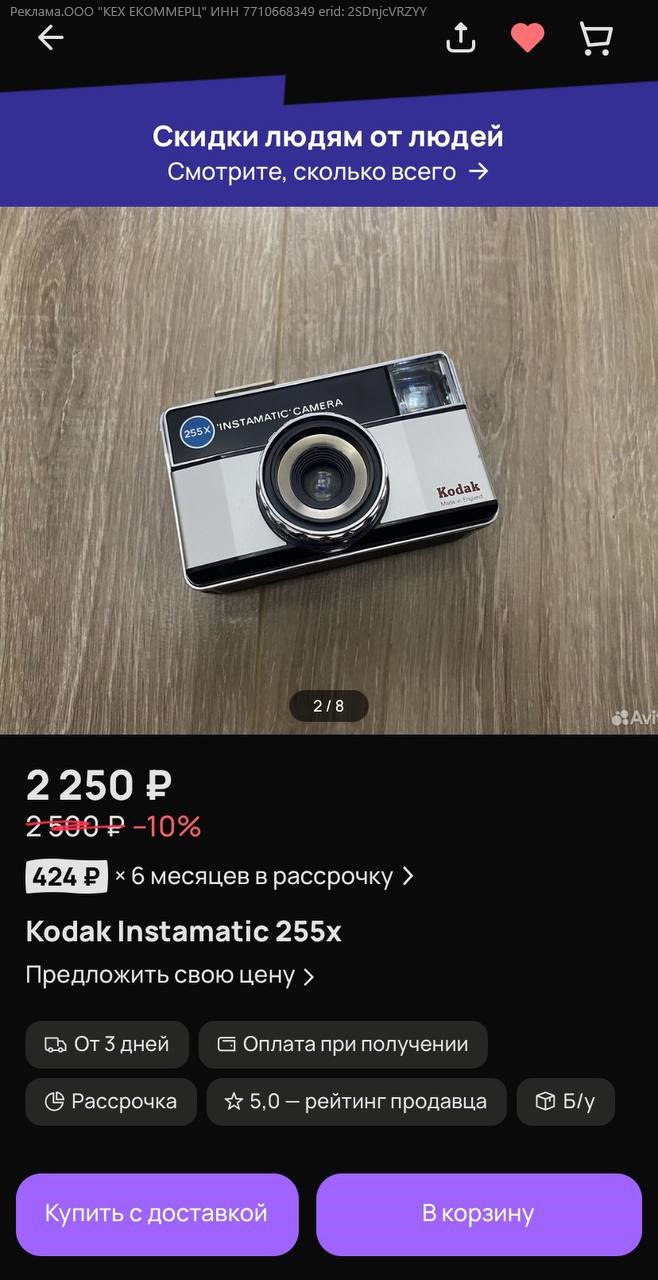 Реклама.ООО "КЕХ ЕКОММЕРЦ" ИНН 7710668349 erid: 2SDnjcVRZYY
Скидки людям от людей
Смотрите, сколько всего →
255X 'INSTAMATIC' CAMERA
Kodak
Made in England
2 / 8
Avi
2 250 ₽
2 500 ₽ −10%
424 ₽ × 6 месяцев в рассрочку
Kodak Instamatic 255x
Предложить свою цену
От 3 дней
Оплата при получении
Рассрочка
5,0 — рейтинг продавца
Б/у
Купить с доставкой
В корзину